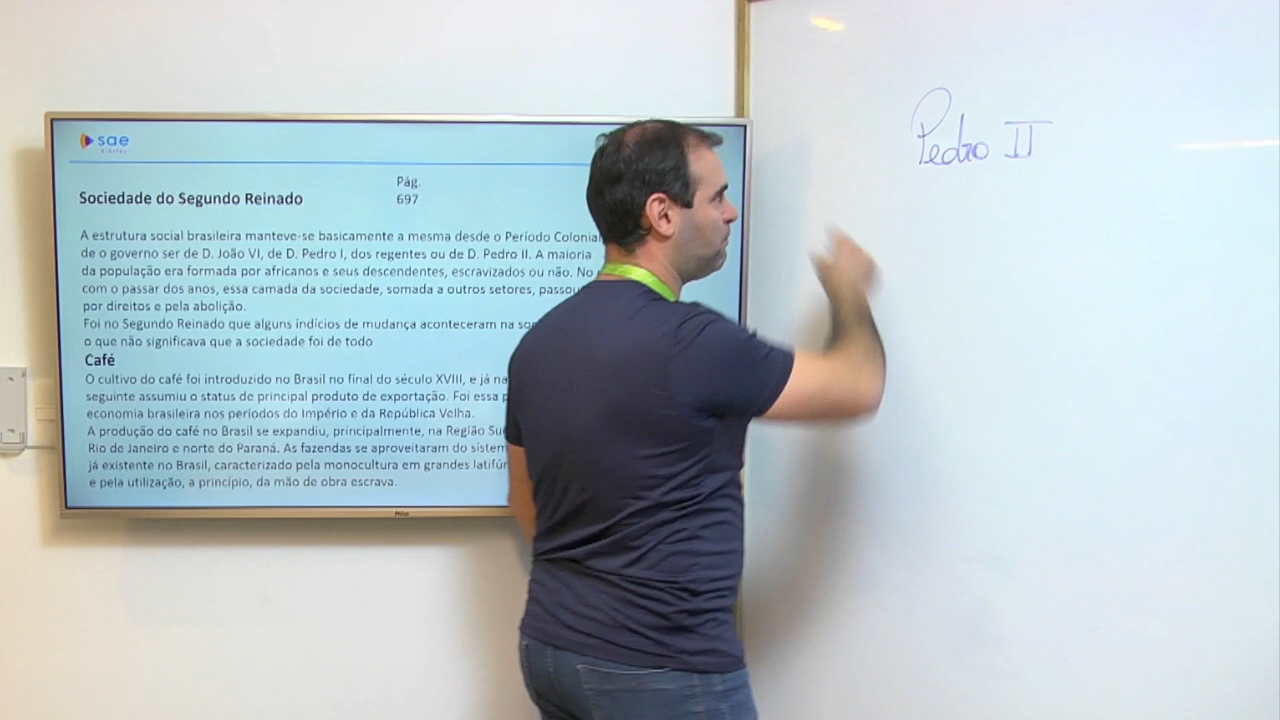 sae
DIGITAL
Pág.
Sociedade do Segundo Reinado 697
A estrutura social brasileira manteve-se basicamente a mesma desde o Período Colonial
de o governo ser de D. João VI, de D. Pedro I, dos regentes ou de D. Pedro II. A maioria
da população era formada por africanos e seus descendentes, escravizados ou não. No
com o passar dos anos, essa camada da sociedade, somada a outros setores, passou
por direitos e pela abolição.
Foi no Segundo Reinado que alguns indícios de mudança aconteceram na
o que não significava que a sociedade foi de todo
Café
O cultivo do café foi introduzido no Brasil no final do século XVIII, e já
seguinte assumiu o status de principal produto de exportação. Foi essa
economia brasileira nos períodos do Império e da República Velha.
A produção do café no Brasil se expandiu, principalmente, na Região
Rio de Janeiro e norte do Paraná. As fazendas se aproveitaram do
já existente no Brasil, caracterizado pela monocultura em grandes
e pela utilização, a princípio, da mão de obra escrava.
Philco
Pedro II